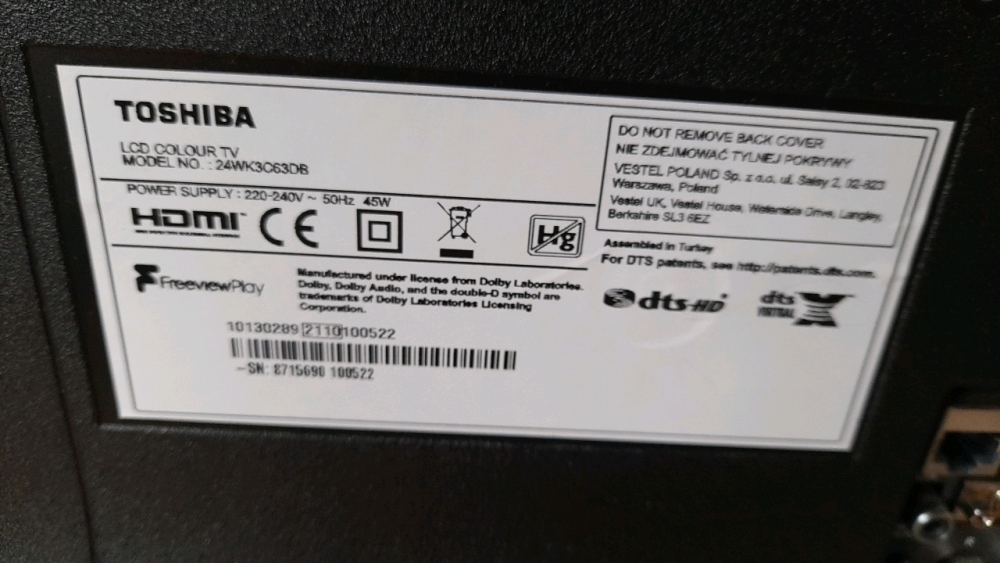 TOSHIBA
LCD COLOUR TV
MODEL NO. : 24WK3C63DB
POWER SUPPLY : 220-240V ~ 50Hz 45W
HDMI
CE
Hg
DO NOT REMOVE BACK COVER
NIE ZDEJMOWAĆ TYLNEJ POKRYWY
VESTEL POLAND Sp. z o.o. ul. Salsy 2, 02-823
Warszawa, Poland
Vestel UK, Vestel House, Waterside Drive, Langley,
Berkshire SL3 6EZ
Assembled in Turkey
For DTS patents, see http://patents.dts.com.
FreeviewPlay
Manufactured under license from Dolby Laboratories.
Dolby, Dolby Audio, and the double-D symbol are
trademarks of Dolby Laboratories Licensing
Corporation.
dts-HD
dts X
VIRTUAL
10130289 2110 100522
SN: 8715690 100522